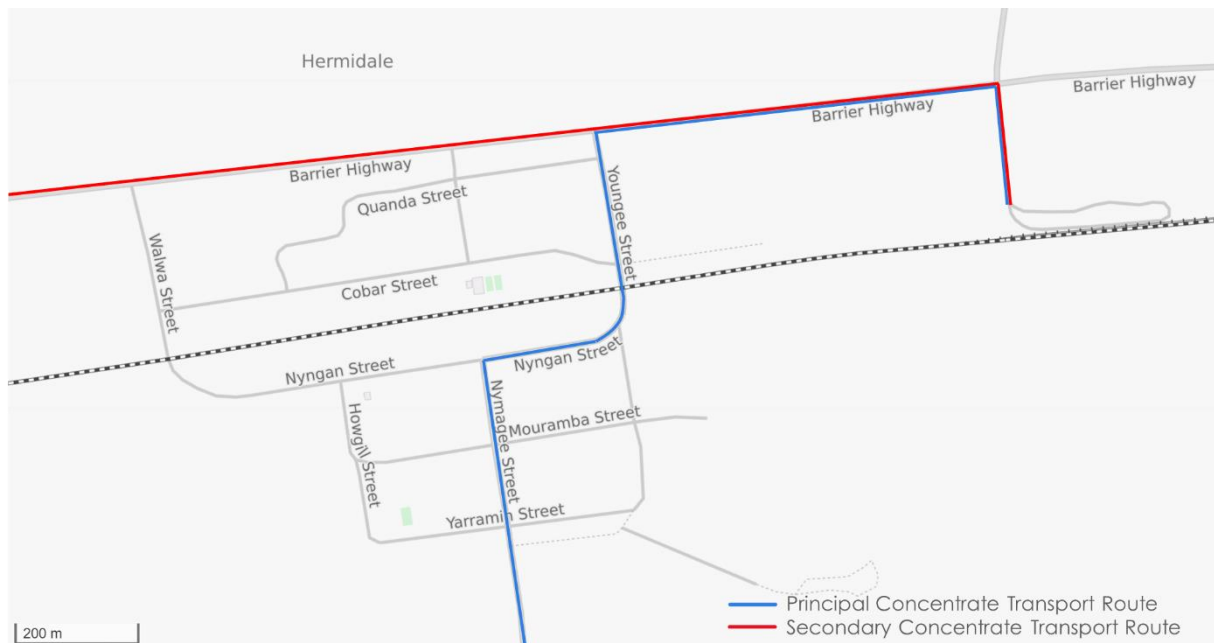 Hermidale
Barrier Highway
Barrier Highway
Barrier Highway
Quanda Street
Youngee Street
Walwa Street
Cobar Street
Nyngan Street
Nyngan Street
Howgill Street
Nymagee Street
Mouramba Street
Yarramin Street
Principal Concentrate Transport Route
Secondary Concentrate Transport Route
200 m